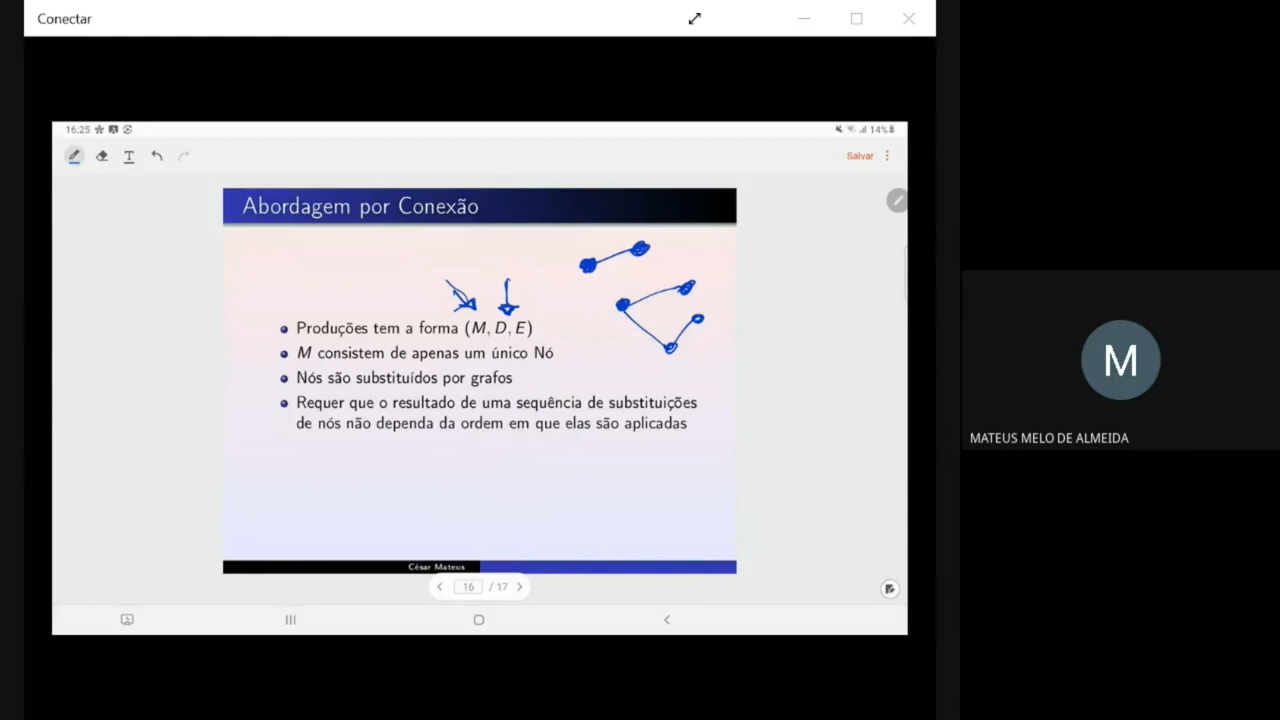 Conectar
16:25
14%
Salvar
Abordagem por Conexão
Produções tem a forma (M, D, E)
M consistem de apenas um único Nó
Nós são substituídos por grafos
Requer que o resultado de uma sequência de substituições
de nós não dependa da ordem em que elas são aplicadas
César Mateus
16 / 17
M
MATEUS MELO DE ALMEIDA